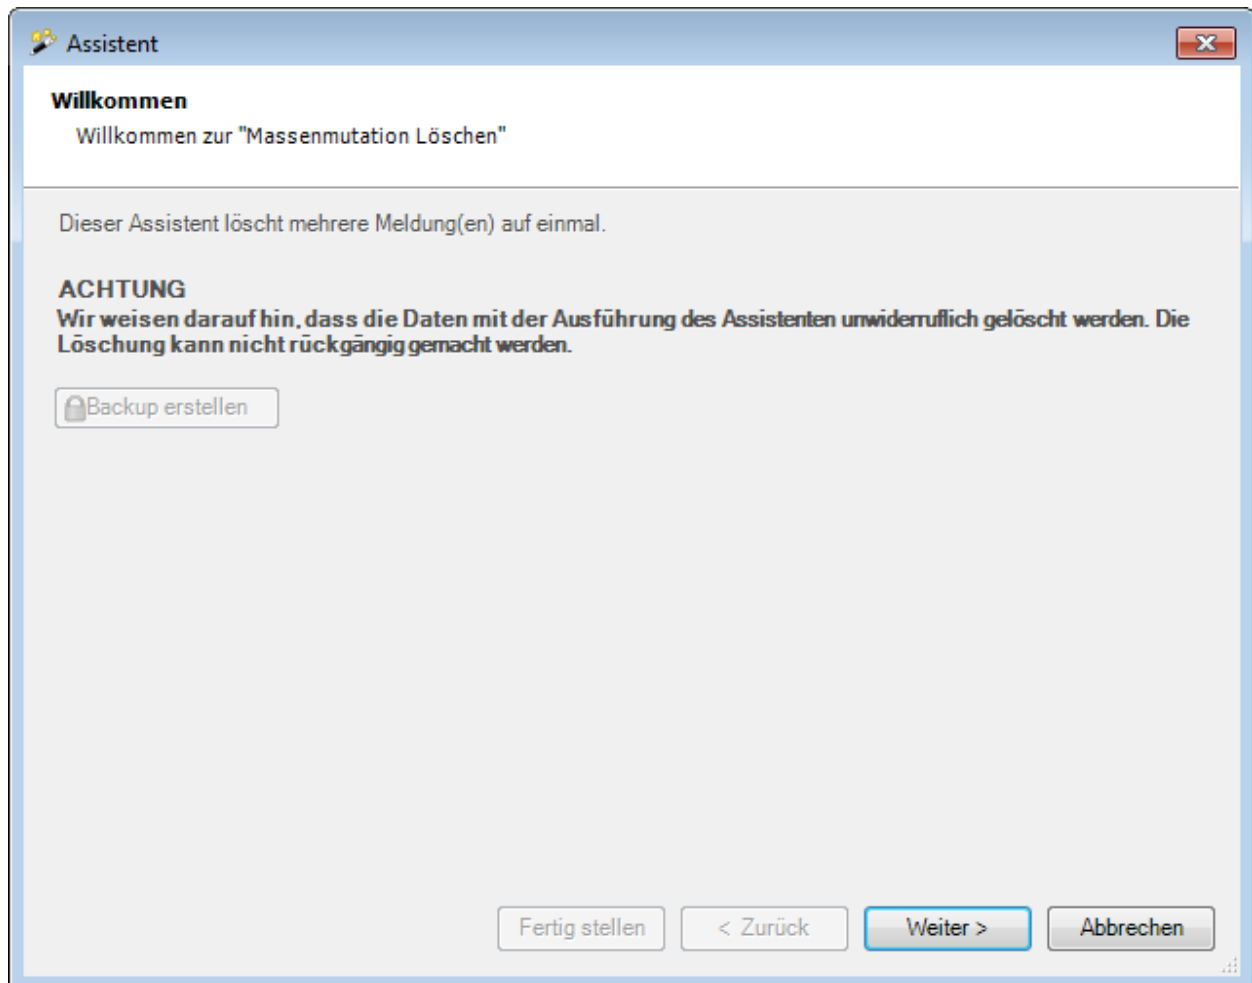 Assistent
Willkommen
Willkommen zur "Massenmutation Löschen"
Dieser Assistent löscht mehrere Meldung(en) auf einmal.
ACHTUNG
Wir weisen darauf hin, dass die Daten mit der Ausführung des Assistenten unwiderruflich gelöscht werden. Die
Löschung kann nicht rückgängig gemacht werden.
Backup erstellen
Fertig stellen
< Zurück
Weiter >
Abbrechen